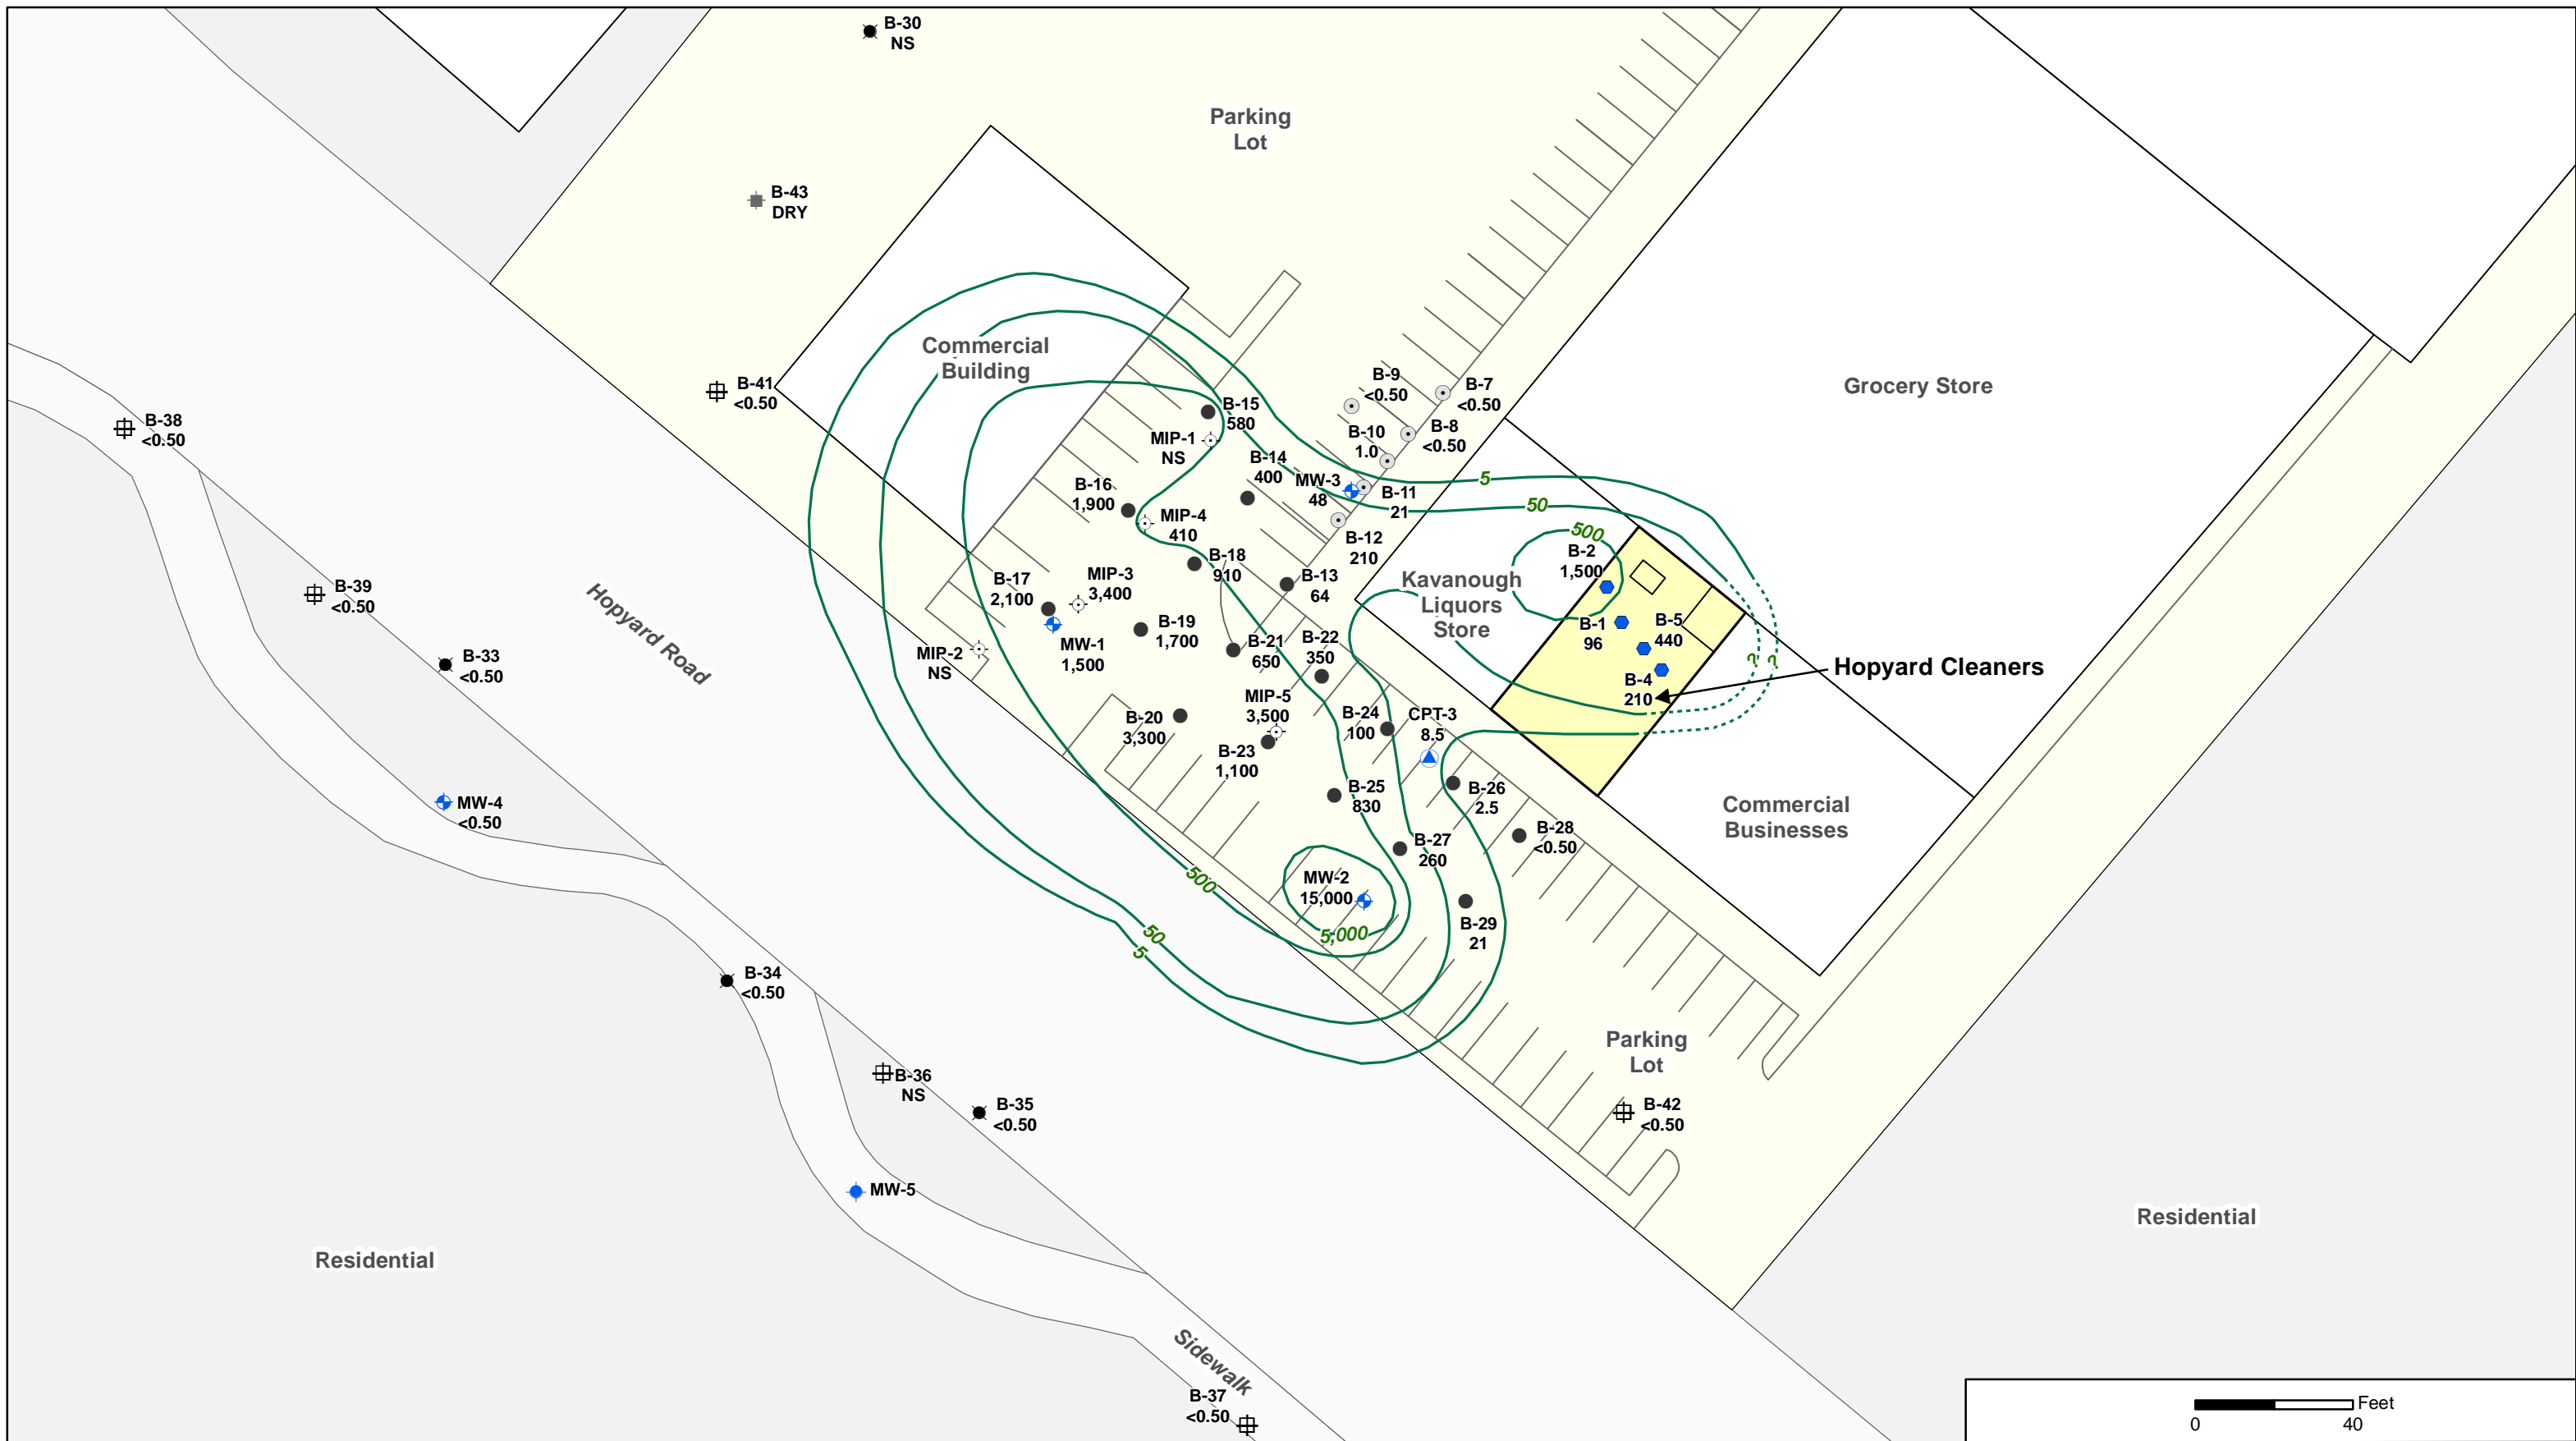 B-30
NS
Parking
Lot
B-43
DRY
Commercial
Building
B-41
<0.50
B-38
<0.50
B-39
<0.50
B-33
<0.50
Hopyard Road
MW-4
<0.50
B-34
<0.50
B-36
NS
B-35
<0.50
MW-5
Residential
Sidewalk
B-37
<0.50
B-9
<0.50
B-7
<0.50
B-10
1.0
B-8
<0.50
B-15
580
MIP-1
NS
B-14
400
MW-3
48
B-11
21
B-12
210
B-16
1,900
MIP-4
410
B-18
910
B-13
64
B-17
2,100
MIP-3
3,400
MW-1
1,500
MIP-2
NS
B-19
1,700
B-21
650
B-22
350
B-20
3,300
MIP-5
3,500
B-23
1,100
B-24
100
CPT-3
8.5
B-25
830
B-26
2.5
B-27
260
B-28
<0.50
MW-2
15,000
5,000
B-29
21
500
50
5
5
50
500
Grocery Store
Kavanough
Liquors
Store
B-2
1,500
B-1
96
B-5
440
B-4
210
?
?
Hopyard Cleaners
Commercial
Businesses
Parking
Lot
B-42
<0.50
Residential
Feet
0
40